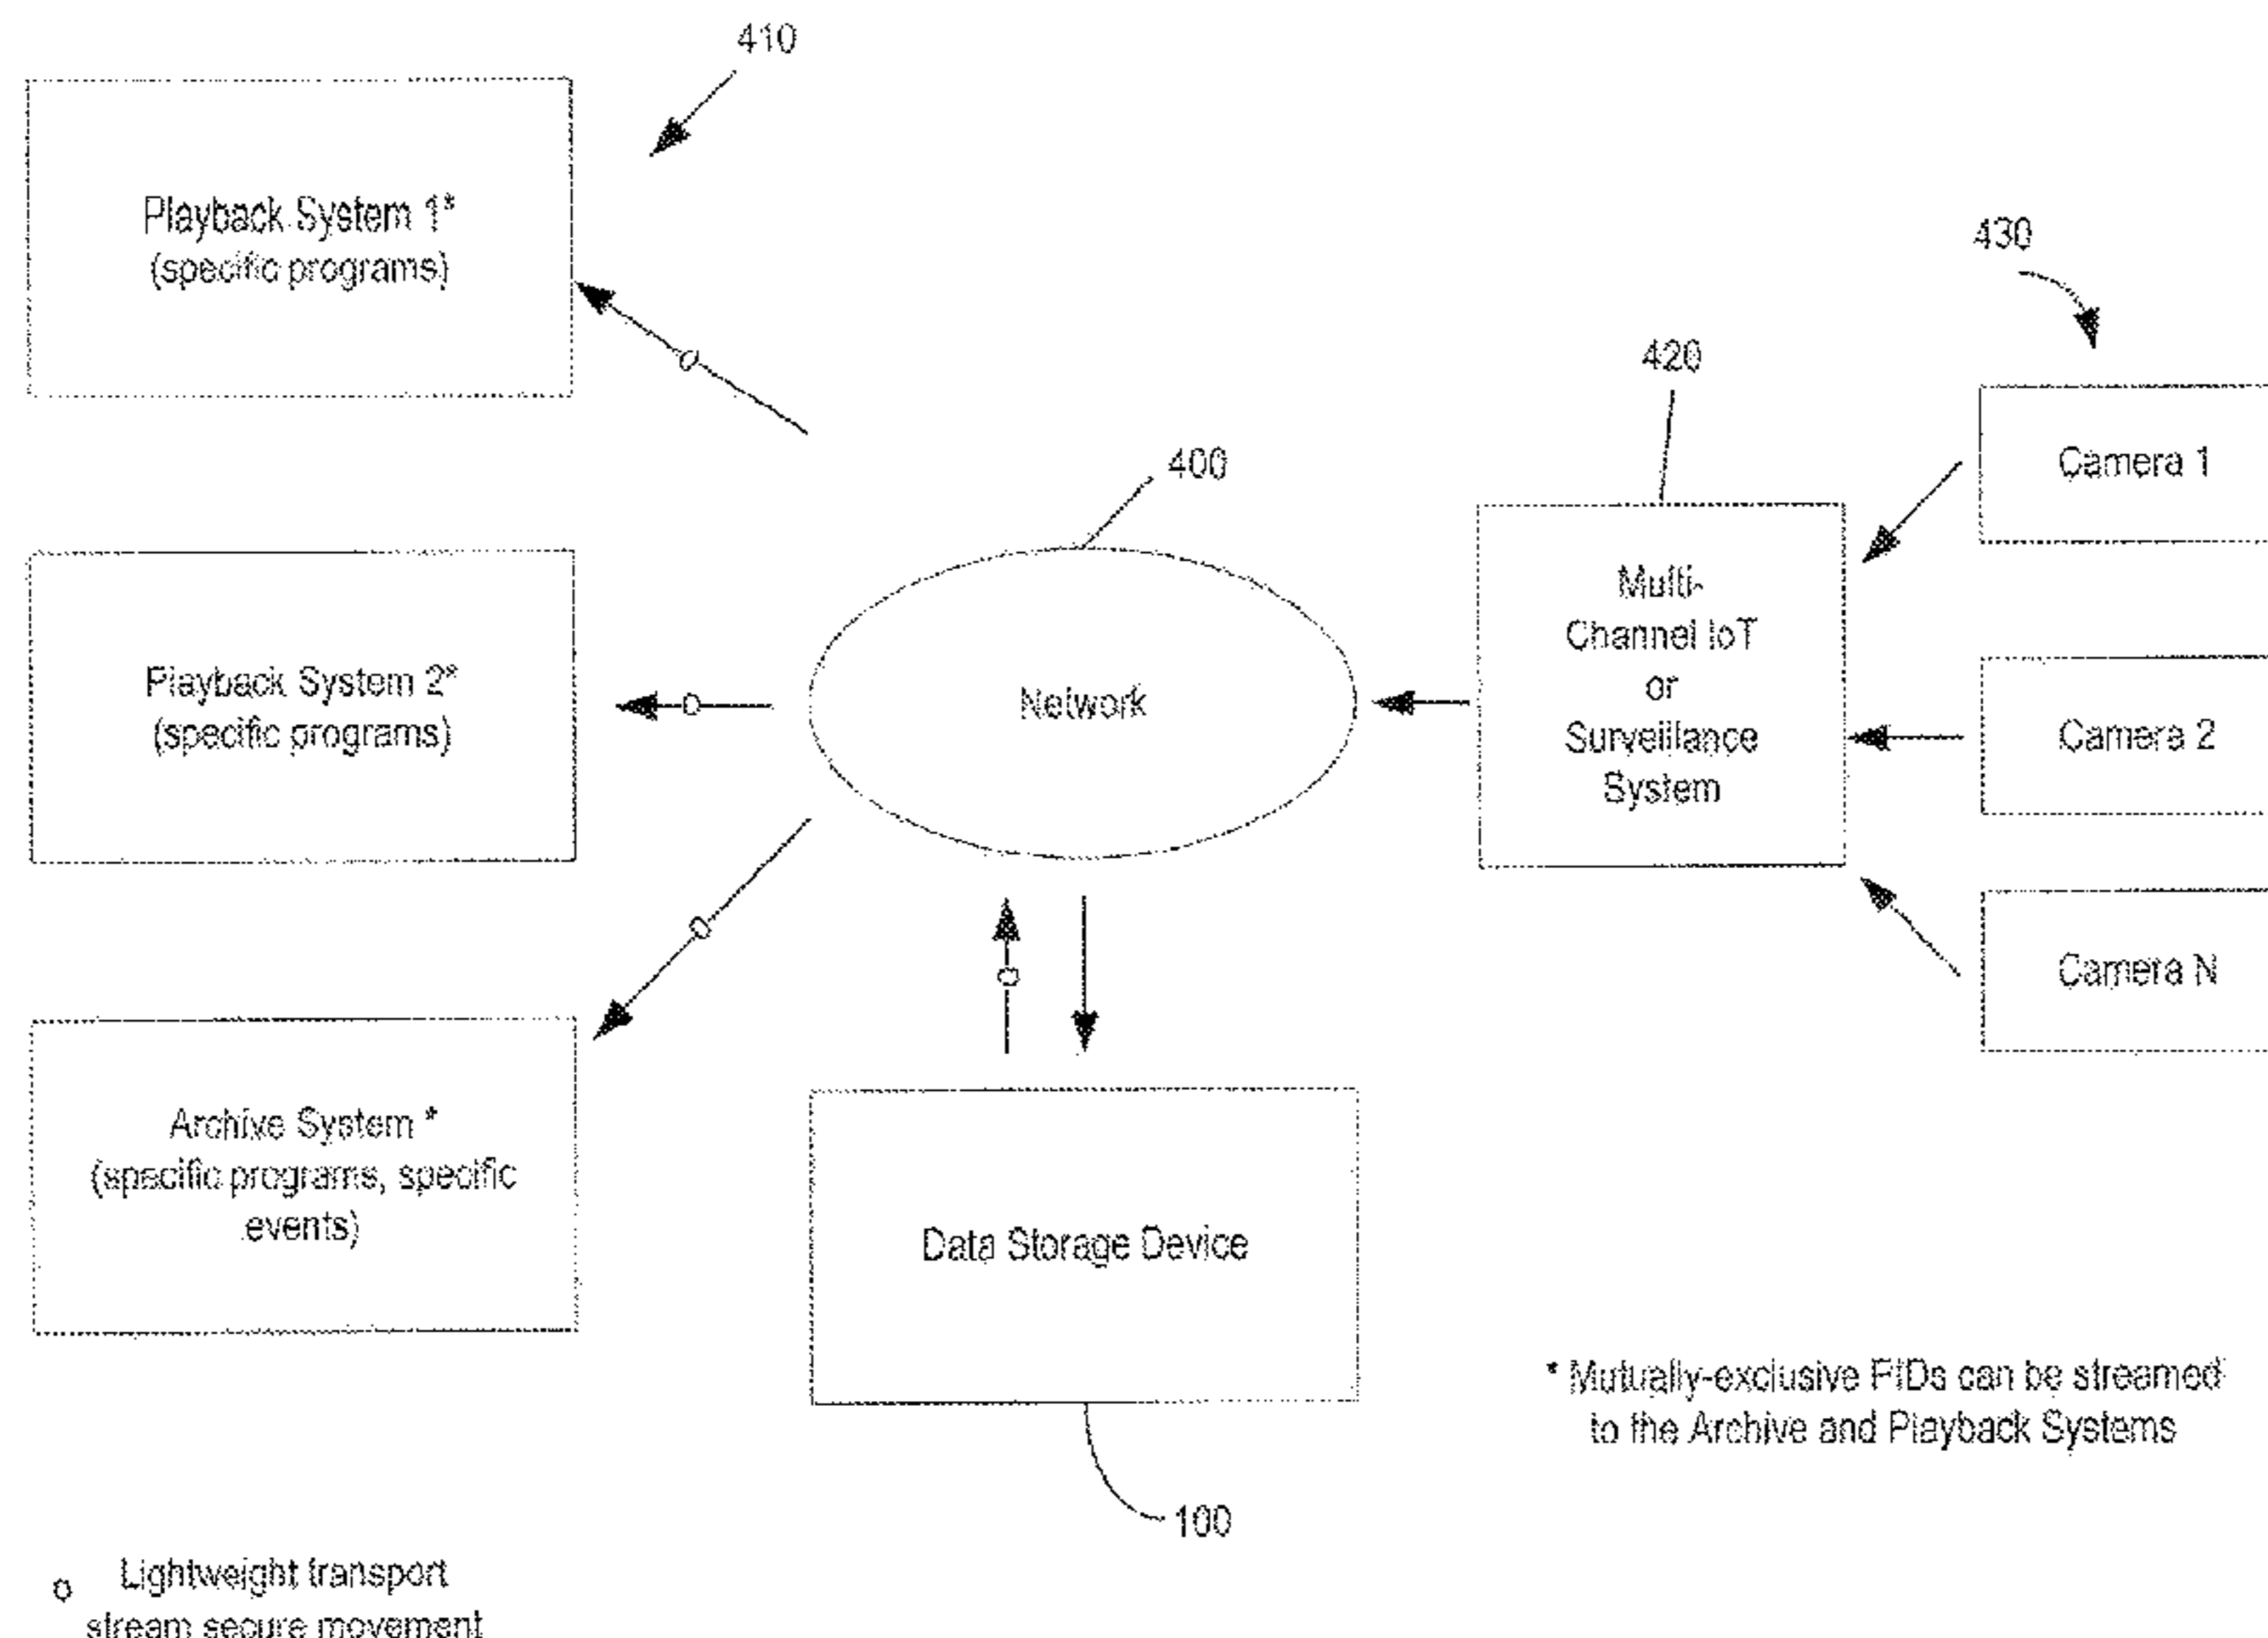 410
Playback System 1*
(specific programs)
430
420
400
Camera 1
Multi-
Channel IoT
or
Surveillance
System
Network
Playback System 2*
(specific programs)
Camera 2
Camera N
Archive System *
(specific programs, specific
events)
Data Storage Device
* Mutually-exclusive PIDs can be streamed
to the Archive and Playback Systems
100
o Lightweight transport
stream secure movement